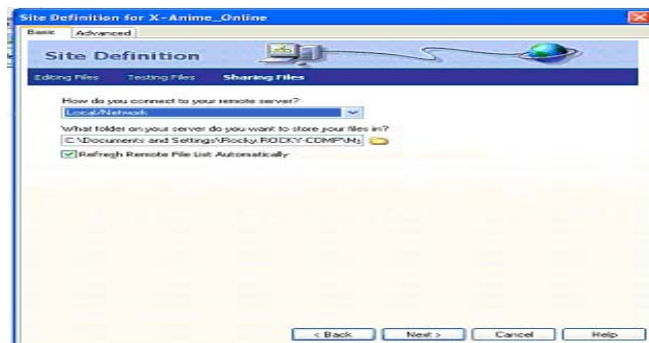 Site Definition for X-Anime_Online
Basic Advanced
Site Definition
Editing Files Testing Files Sharing Files
How do you connect to your remote server?
Local/Network
What folder on your server do you want to store your files in?
C:\Documents and Settings\Rocky.ROCKY-COMP\My
Refresh Remote File List Automatically
< Back Next > Cancel Help